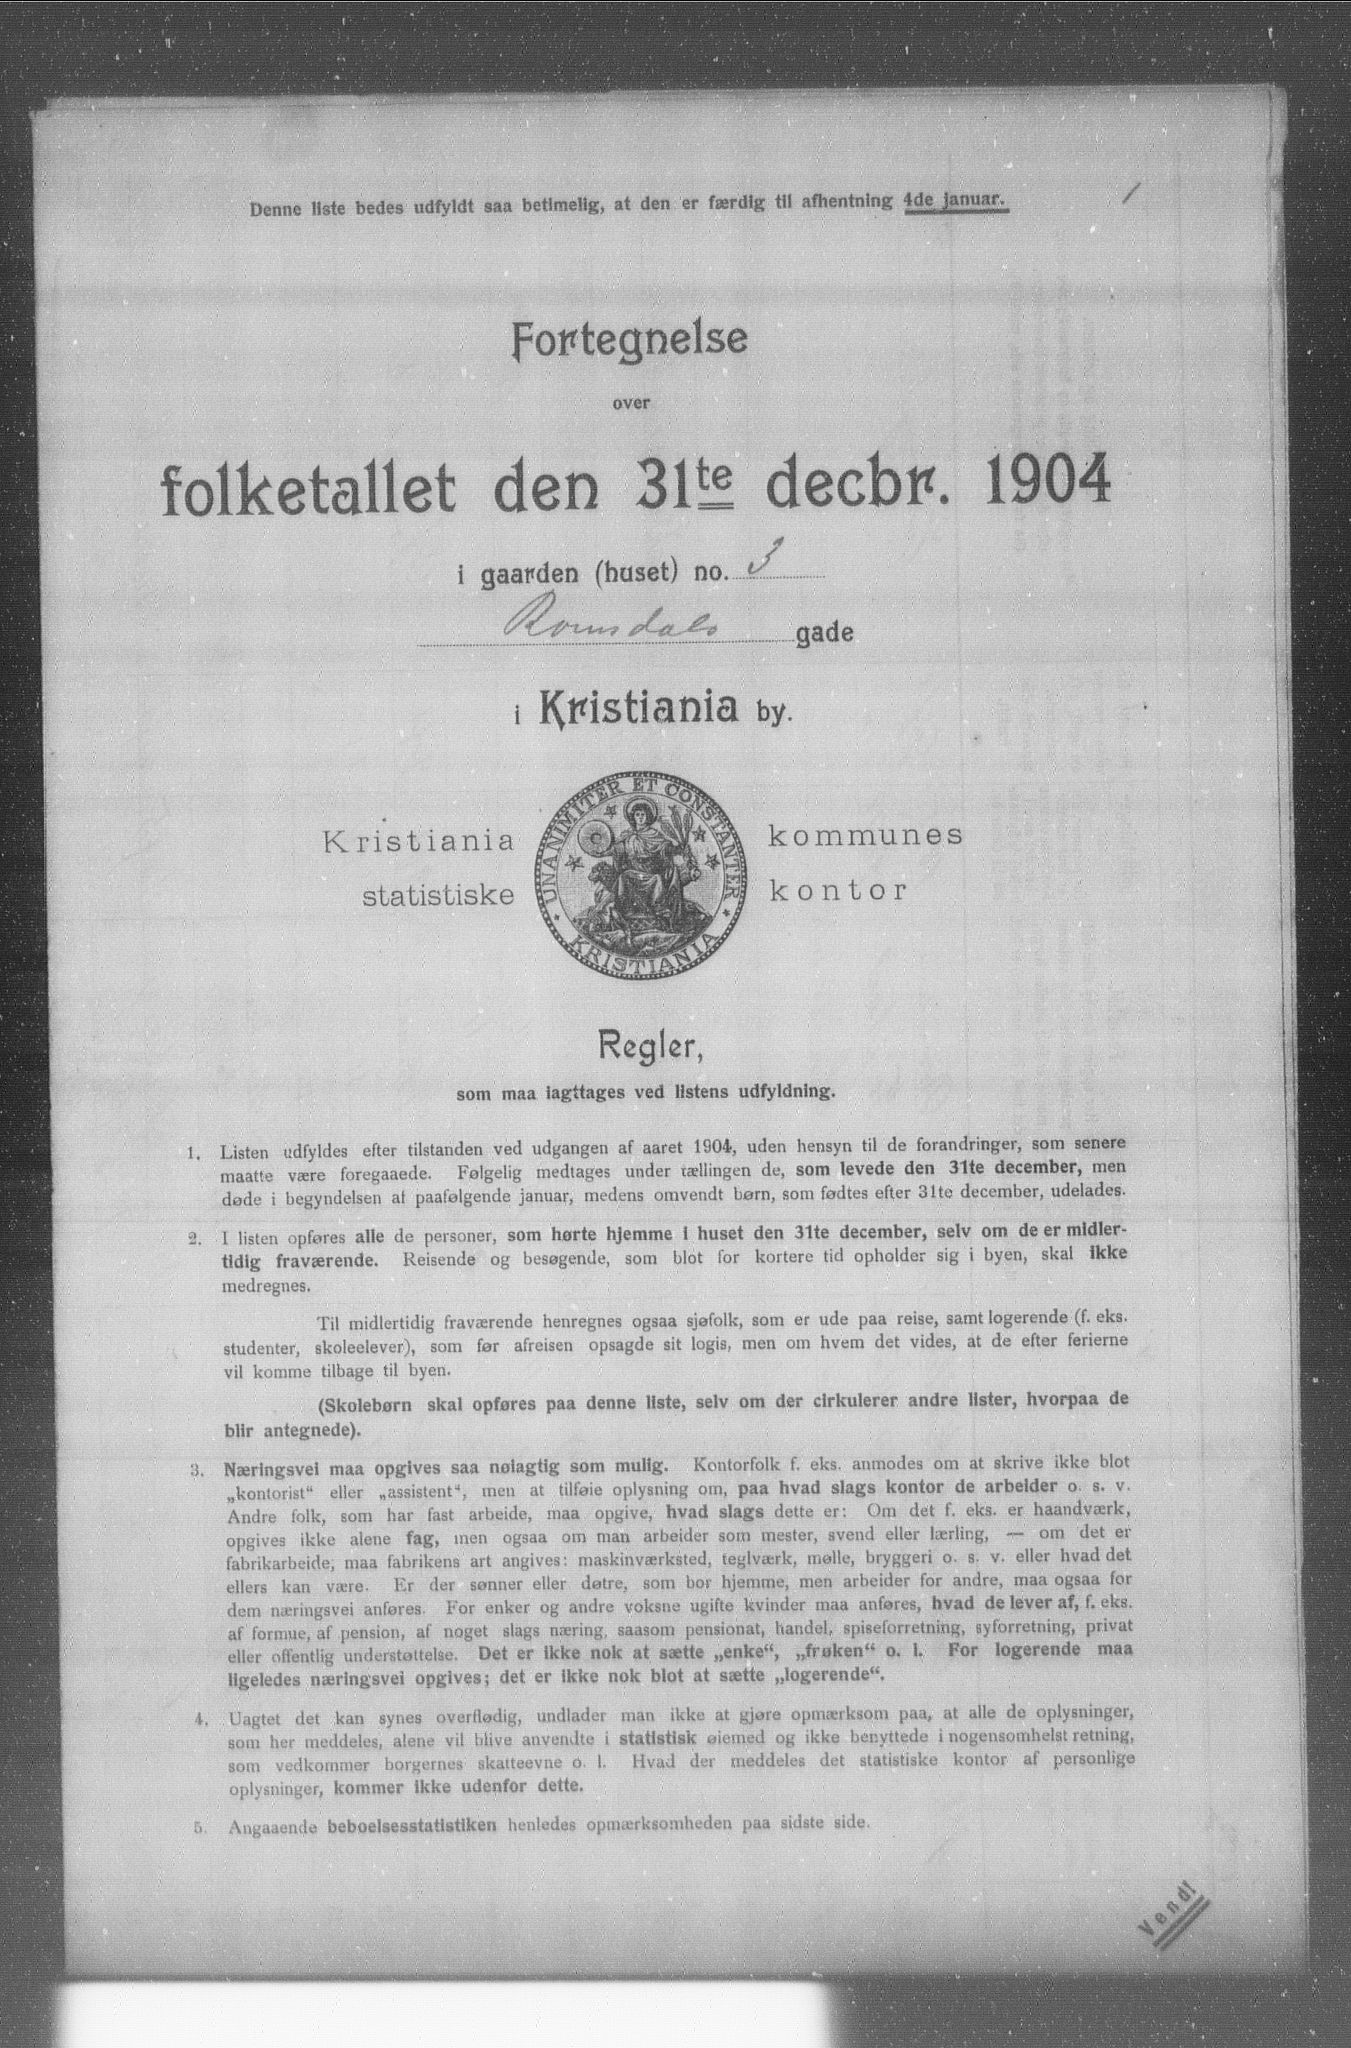 Denne liste bedes udfyldt saa betimelig, at den er færdig til afhentning 4de januar.
Fortegnelse
over
folketallet den 31te decbr. 1904
i gaarden (huset) no. 3
Romsdals gade
i Kristiania by.
Kristiania kommunes
statistiske kontor
UNANIMITER ET CONSTANTER
KRISTIANIA
Regler,
som maa iagttages ved listens udfyldning.
1. Listen udfyldes efter tilstanden ved udgangen af aaret 1904, uden hensyn til de forandringer, som senere
maatte være foregaaede. Følgelig medtages under tællingen de, som levede den 31te december, men
døde i begyndelsen af paafølgende januar, medens omvendt børn, som fødtes efter 31te december, udelades.
2. I listen opføres alle de personer, som hørte hjemme i huset den 31te december, selv om de er midler-
tidig fraværende. Reisende og besøgende, som blot for kortere tid opholder sig i byen, skal ikke
medregnes.
Til midlertidig fraværende henregnes ogsaa sjøfolk, som er ude paa reise, samt logerende (f. eks.
studenter, skoleelever), som før afreisen opsagde sit logis, men om hvem det vides, at de efter ferierne
vil komme tilbage til byen.
(Skolebørn skal opføres paa denne liste, selv om der cirkulerer andre lister, hvorpaa de
blir antegnede).
3. Næringsvei maa opgives saa nøiagtig som mulig. Kontorfolk f. eks. anmodes om at skrive ikke blot
„kontorist“ eller „assistent“, men at tilføie oplysning om, paa hvad slags kontor de arbeider o. s. v.
Andre folk, som har fast arbeide, maa opgive, hvad slags dette er: Om det f. eks. er haandværk,
opgives ikke alene fag, men ogsaa om man arbeider som mester, svend eller lærling, — om det er
fabrikarbeide, maa fabrikens art angives: maskinværksted, teglværk, mølle, bryggeri o. s. v. eller hvad det
ellers kan være. Er der sønner eller døtre, som bor hjemme, men arbeider for andre, maa ogsaa for
dem næringsvei anføres. For enker og andre voksne ugifte kvinder maa anføres, hvad de lever af, f. eks.
af formue, af pension, af noget slags næring, saasom pensionat, handel, spiseforretning, syforretning, privat
eller offentlig understøttelse. Det er ikke nok at sætte „enke“, „frøken“ o. l. For logerende maa
ligeledes næringsvei opgives; det er ikke nok blot at sætte „logerende“.
4. Uagtet det kan synes overflødig, undlader man ikke at gjøre opmærksom paa, at alle de oplysninger,
som her meddeles, alene vil blive anvendte i statistisk øiemed og ikke benyttede i nogensomhelst retning,
som vedkommer borgernes skatteevne o. l. Hvad der meddeles det statistiske kontor af personlige
oplysninger, kommer ikke udenfor dette.
5. Angaaende beboelsesstatistiken henledes opmærksomheden paa sidste side.
Vend!